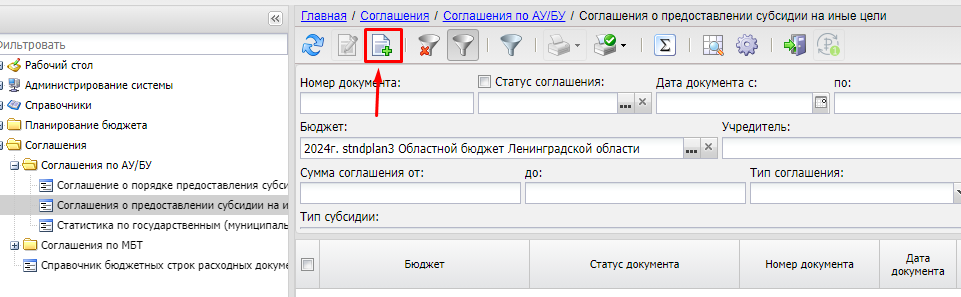 Главная / Соглашения / Соглашения по АУ/БУ / Соглашения о предоставлении субсидии на иные цели
Фильтровать
Рабочий стол
Администрирование системы
Справочники
Планирование бюджета
Соглашения
Соглашения по АУ/БУ
Соглашение о порядке предоставления субси
Соглашения о предоставлении субсидии на и
Статистика по государственным (муниципаль
Соглашения по МБТ
Справочник бюджетных строк расходных докуме
Номер документа: Статус соглашения: Дата документа с: по:
Бюджет: Учредитель:
2024г. stndplan3 Областной бюджет Ленинградской области
Сумма соглашения от: до: Тип соглашения:
Тип субсидии:
Бюджет Статус документа Номер документа Дата документа